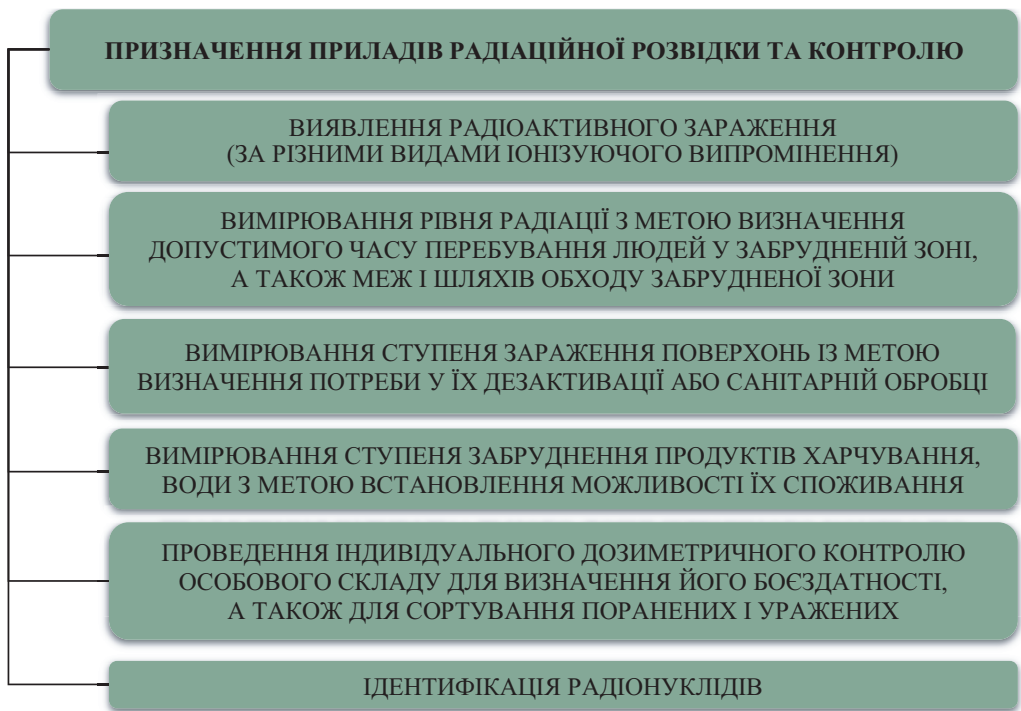 ПРИЗНАЧЕННЯ ПРИЛАДІВ РАДІАЦІЙНОЇ РОЗВІДКИ ТА КОНТРОЛЮ
ВИЯВЛЕННЯ РАДІОАКТИВНОГО ЗАРАЖЕННЯ
(ЗА РІЗНИМИ ВИДАМИ ІОНІЗУЮЧОГО ВИПРОМІНЕННЯ)
ВИМІРЮВАННЯ РІВНЯ РАДІАЦІЇ З МЕТОЮ ВИЗНАЧЕННЯ
ДОПУСТИМОГО ЧАСУ ПЕРЕБУВАННЯ ЛЮДЕЙ У ЗАБРУДНЕНІЙ ЗОНІ,
А ТАКОЖ МЕЖ І ШЛЯХІВ ОБХОДУ ЗАБРУДНЕНОЇ ЗОНИ
ВИМІРЮВАННЯ СТУПЕНЯ ЗАРАЖЕННЯ ПОВЕРХОНЬ ІЗ МЕТОЮ
ВИЗНАЧЕННЯ ПОТРЕБИ У ЇХ ДЕЗАКТИВАЦІЇ АБО САНІТАРНІЙ ОБРОБЦІ
ВИМІРЮВАННЯ СТУПЕНЯ ЗАБРУДНЕННЯ ПРОДУКТІВ ХАРЧУВАННЯ,
ВОДИ З МЕТОЮ ВСТАНОВЛЕННЯ МОЖЛИВОСТІ ЇХ СПОЖИВАННЯ
ПРОВЕДЕННЯ ІНДИВІДУАЛЬНОГО ДОЗИМЕТРИЧНОГО КОНТРОЛЮ
ОСОБОВОГО СКЛАДУ ДЛЯ ВИЗНАЧЕННЯ ЙОГО БОЄЗДАТНОСТІ,
А ТАКОЖ ДЛЯ СОРТУВАННЯ ПОРАНЕНИХ І УРАЖЕНИХ
ІДЕНТИФІКАЦІЯ РАДІОНУКЛІДІВ